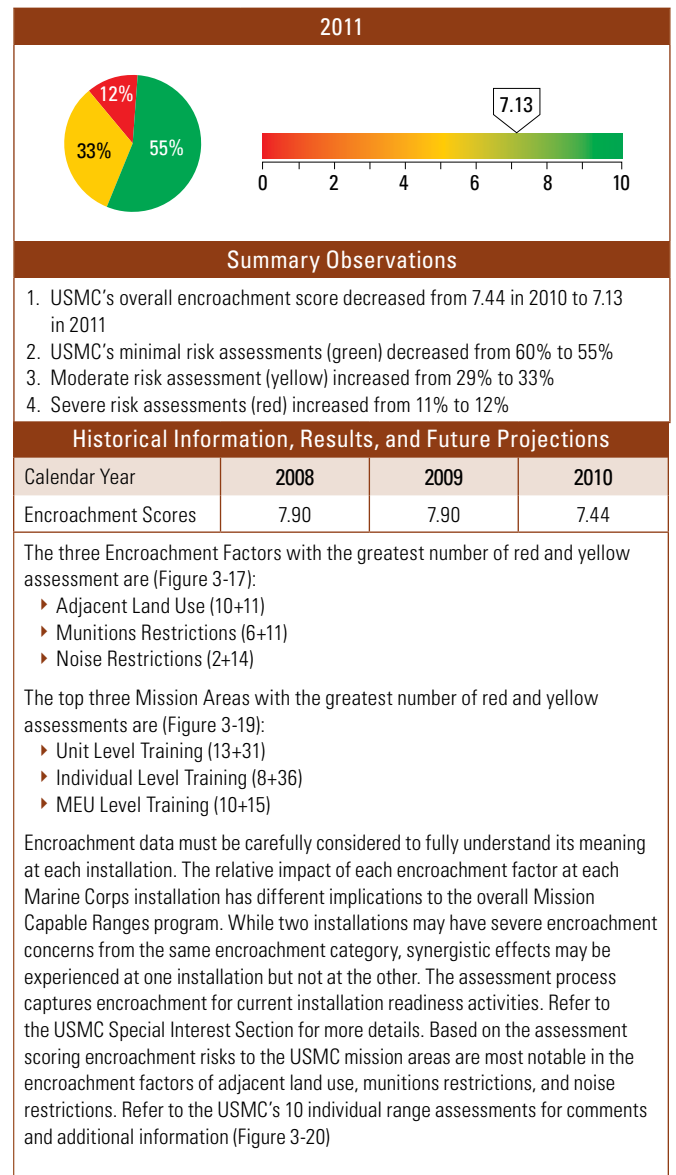 2011
12%
33%
55%
7.13
0 2 4 6 8 10
Summary Observations
1. USMC's overall encroachment score decreased from 7.44 in 2010 to 7.13
in 2011
2. USMC's minimal risk assessments (green) decreased from 60% to 55%
3. Moderate risk assessment (yellow) increased from 29% to 33%
4. Severe risk assessments (red) increased from 11% to 12%
Historical Information, Results, and Future Projections
Calendar Year 2008 2009 2010
Encroachment Scores 7.90 7.90 7.44
The three Encroachment Factors with the greatest number of red and yellow
assessment are (Figure 3-17):
‣ Adjacent Land Use (10+11)
‣ Munitions Restrictions (6+11)
‣ Noise Restrictions (2+14)
The top three Mission Areas with the greatest number of red and yellow
assessments are (Figure 3-19):
‣ Unit Level Training (13+31)
‣ Individual Level Training (8+36)
‣ MEU Level Training (10+15)
Encroachment data must be carefully considered to fully understand its meaning
at each installation. The relative impact of each encroachment factor at each
Marine Corps installation has different implications to the overall Mission
Capable Ranges program. While two installations may have severe encroachment
concerns from the same encroachment category, synergistic effects may be
experienced at one installation but not at the other. The assessment process
captures encroachment for current installation readiness activities. Refer to
the USMC Special Interest Section for more details. Based on the assessment
scoring encroachment risks to the USMC mission areas are most notable in the
encroachment factors of adjacent land use, munitions restrictions, and noise
restrictions. Refer to the USMC's 10 individual range assessments for comments
and additional information (Figure 3-20)